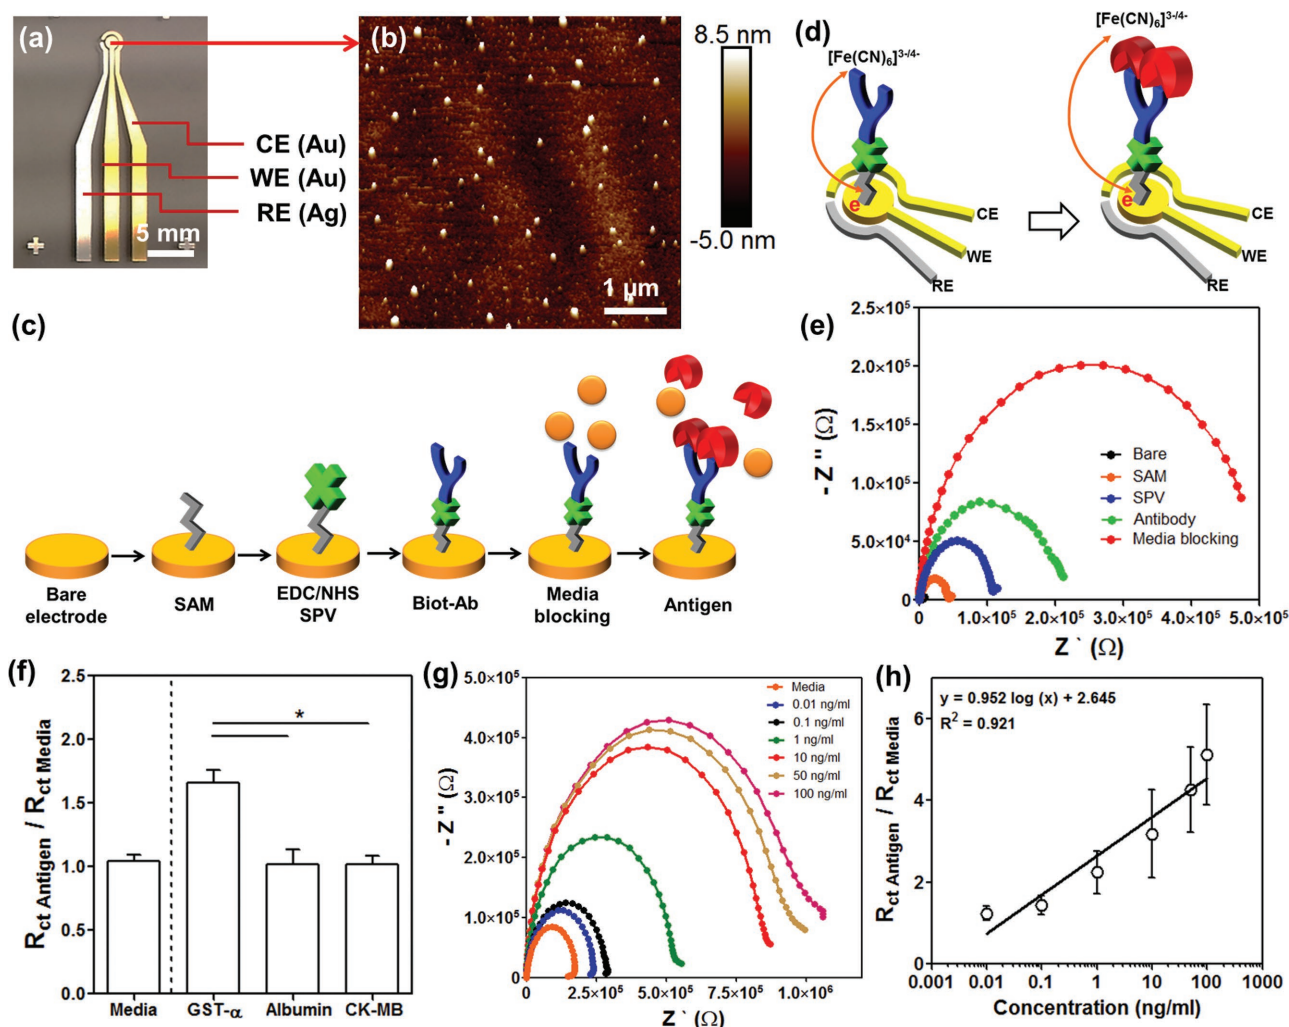 (a)
CE (Au)
WE (Au)
RE (Ag)
5 mm
(b)
8.5 nm
-5.0 nm
1 µm
(d)
[Fe(CN)6]3-/4-
e
CE
WE
RE
[Fe(CN)6]3-/4-
e
CE
WE
RE
(c)
Bare
electrode
SAM
EDC/NHS
SPV
Biot-Ab
Media
blocking
Antigen
(e)
2.5×10⁵
2.0×10⁵
1.5×10⁵
1.0×10⁵
5.0×10⁴
0
- Z '' (Ω)
Bare
SAM
SPV
Antibody
Media blocking
0
1.0×10⁵
2.0×10⁵
3.0×10⁵
4.0×10⁵
5.0×10⁵
Z ` (Ω)
(f)
2.5
2.0
1.5
1.0
0.5
0.0
Rct Antigen / Rct Media
*
Media
GST-α
Albumin
CK-MB
(g)
5.0×10⁵
4.0×10⁵
3.0×10⁵
2.0×10⁵
1.0×10⁵
0
- Z '' (Ω)
Media
0.01 ng/ml
0.1 ng/ml
1 ng/ml
10 ng/ml
50 ng/ml
100 ng/ml
0
2.5×10⁵
5.0×10⁵
7.5×10⁵
1.0×10⁶
Z ` (Ω)
(h)
y = 0.952 log (x) + 2.645
R² = 0.921
6
4
2
0
Rct Antigen / Rct Media
0.001
0.01
0.1
1
10
100
1000
Concentration (ng/ml)